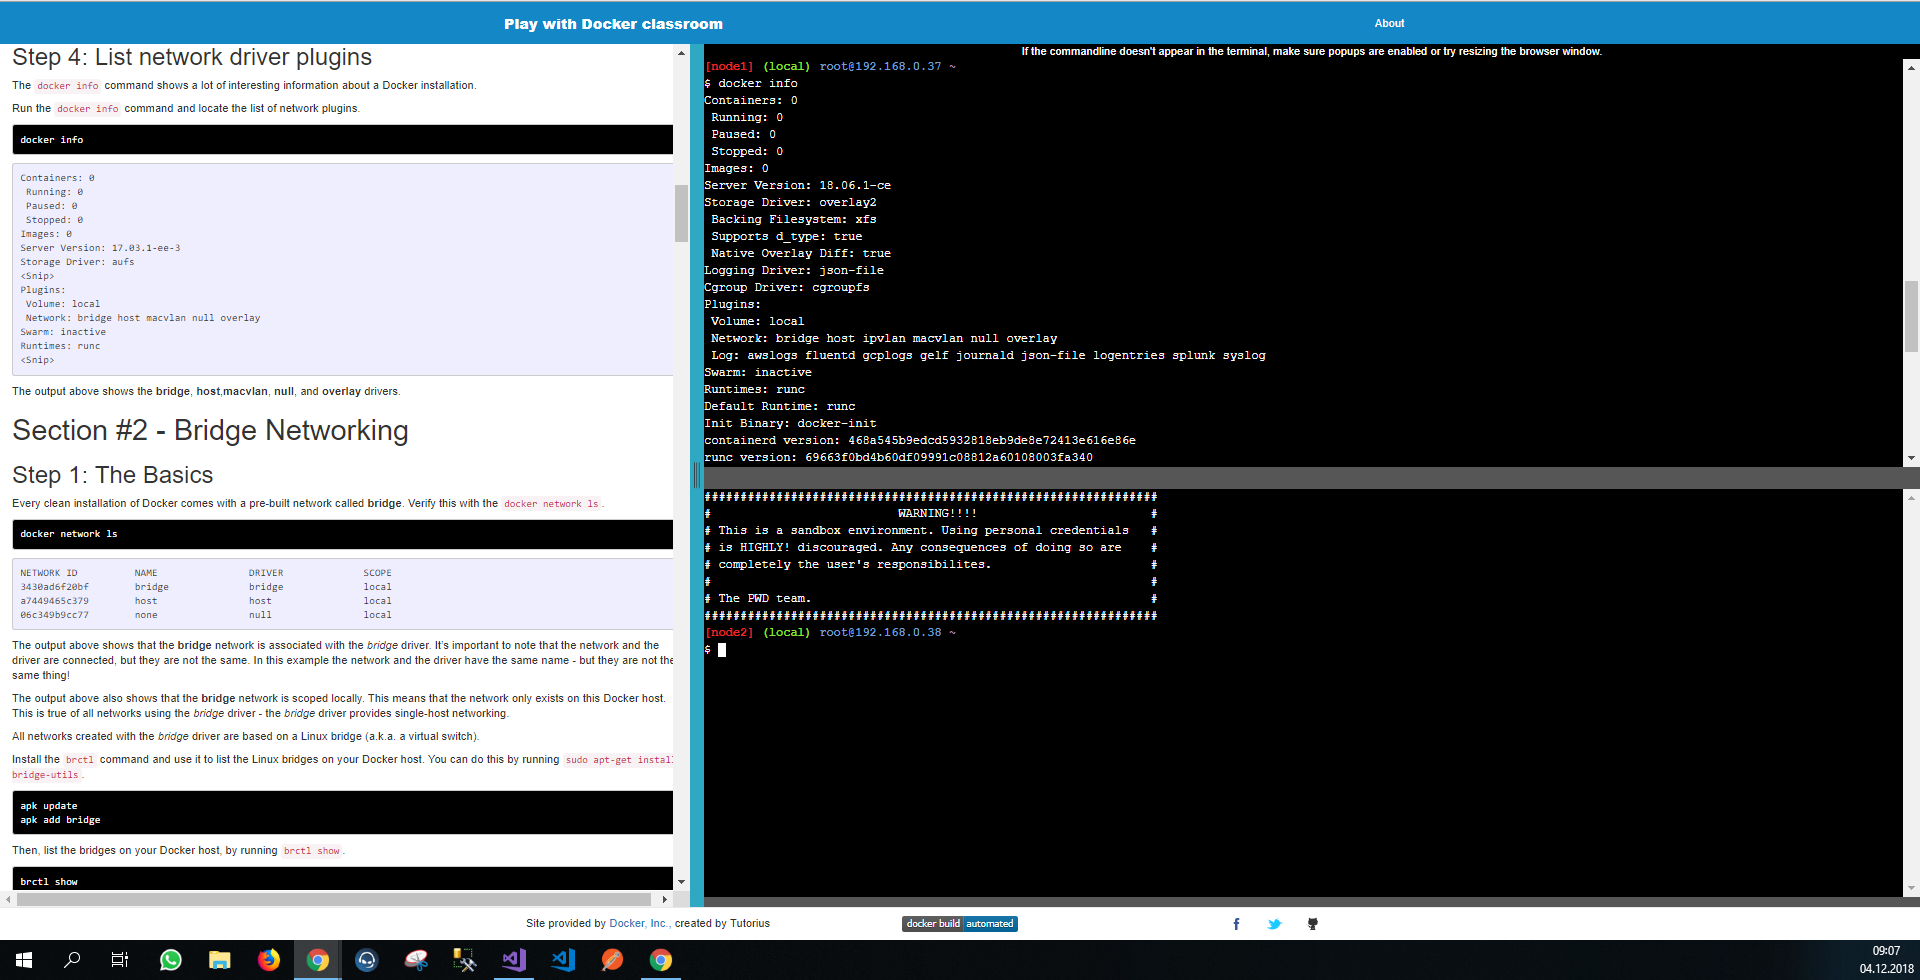 Play with Docker classroom
About
Step 4: List network driver plugins
The docker info command shows a lot of interesting information about a Docker installation.
Run the docker info command and locate the list of network plugins.
docker info
Containers: 0
Running: 0
Paused: 0
Stopped: 0
Images: 0
Server Version: 17.03.1-ee-3
Storage Driver: aufs
<Snip>
Plugins:
Volume: local
Network: bridge host macvlan null overlay
Swarm: inactive
Runtimes: runc
<Snip>
The output above shows the bridge, host,macvlan, null, and overlay drivers.
Section #2 - Bridge Networking
Step 1: The Basics
Every clean installation of Docker comes with a pre-built network called bridge. Verify this with the docker network ls.
docker network ls
NETWORK ID NAME DRIVER SCOPE
3430ad6f20bf bridge bridge local
a7449465c379 host host local
06c349b9cc77 none null local
The output above shows that the bridge network is associated with the bridge driver. It's important to note that the network and the
driver are connected, but they are not the same. In this example the network and the driver have the same name - but they are not the
same thing!
The output above also shows that the bridge network is scoped locally. This means that the network only exists on this Docker host.
This is true of all networks using the bridge driver - the bridge driver provides single-host networking.
All networks created with the bridge driver are based on a Linux bridge (a.k.a. a virtual switch).
Install the brctl command and use it to list the Linux bridges on your Docker host. You can do this by running sudo apt-get instal
bridge-utils.
apk update
apk add bridge
Then, list the bridges on your Docker host, by running brctl show.
brctl show
If the commandline doesn't appear in the terminal, make sure popups are enabled or try resizing the browser window.
[node1] (local) root@192.168.0.37 ~
$ docker info
Containers: 0
Running: 0
Paused: 0
Stopped: 0
Images: 0
Server Version: 18.06.1-ce
Storage Driver: overlay2
Backing Filesystem: xfs
Supports d_type: true
Native Overlay Diff: true
Logging Driver: json-file
Cgroup Driver: cgroupfs
Plugins:
Volume: local
Network: bridge host ipvlan macvlan null overlay
Log: awslogs fluentd gcplogs gelf journald json-file logentries splunk syslog
Swarm: inactive
Runtimes: runc
Default Runtime: runc
Init Binary: docker-init
containerd version: 468a545b9edcd5932818eb9de8e72413e616e86e
runc version: 69663f0bd4b60df09991c08812a60108003fa340
###############################################################
# WARNING!!!! #
# This is a sandbox environment. Using personal credentials #
# is HIGHLY! discouraged. Any consequences of doing so are #
# completely the user's responsibilites. #
# #
# The PWD team. #
###############################################################
[node2] (local) root@192.168.0.38 ~
$
Site provided by Docker, Inc., created by Tutorius
docker build automated
09:07
04.12.2018